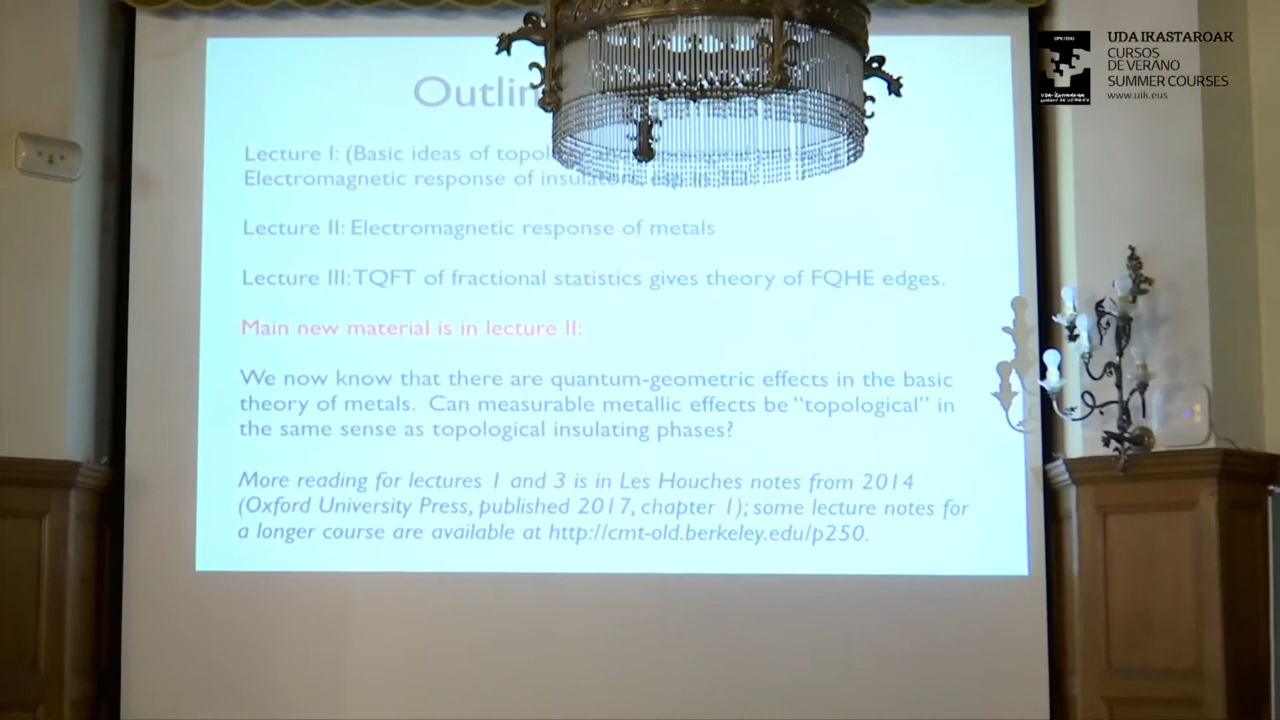 UDA IKASTAROAK
CURSOS
DE VERANO
SUMMER COURSES
www.uik.eus
Lecture I: (Basic ideas of
Electromagnetic response of
Lecture II: Electromagnetic response of metals
Lecture III: TQFT of fractional statistics gives theory of FQHE edges.
Main new material is in lecture II:
We now know that there are quantum-geometric effects in the basic
theory of metals. Can measurable metallic effects be “topological” in
the same sense as topological insulating phases?
More reading for lectures 1 and 3 is in Les Houches notes from 2014
(Oxford University Press, published 2017, chapter 1); some lecture notes for
a longer course are available at http://cmt-old.berkeley.edu/p250.